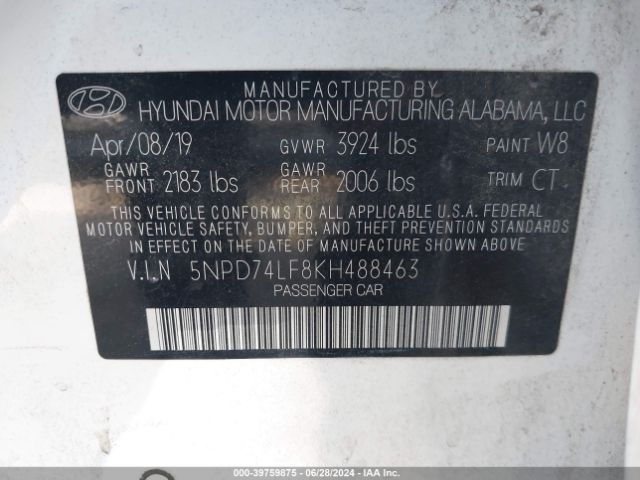 MANUFACTURED BY
HYUNDAI MOTOR MANUFACTURING ALABAMA, LLC
Apr/08/19 GVWR 3924 lbs PAINT W8
GAWR FRONT 2183 lbs GAWR REAR 2006 lbs TRIM CT
THIS VEHICLE CONFORMS TO ALL APPLICABLE U.S.A. FEDERAL
MOTOR VEHICLE SAFETY, BUMPER, AND THEFT PREVENTION STANDARDS
IN EFFECT ON THE DATE OF MANUFACTURE SHOWN ABOVE.
V.I.N 5NPD74LF8KH488463
PASSENGER CAR
000-39759875 - 06/28/2024 - IAA Inc.